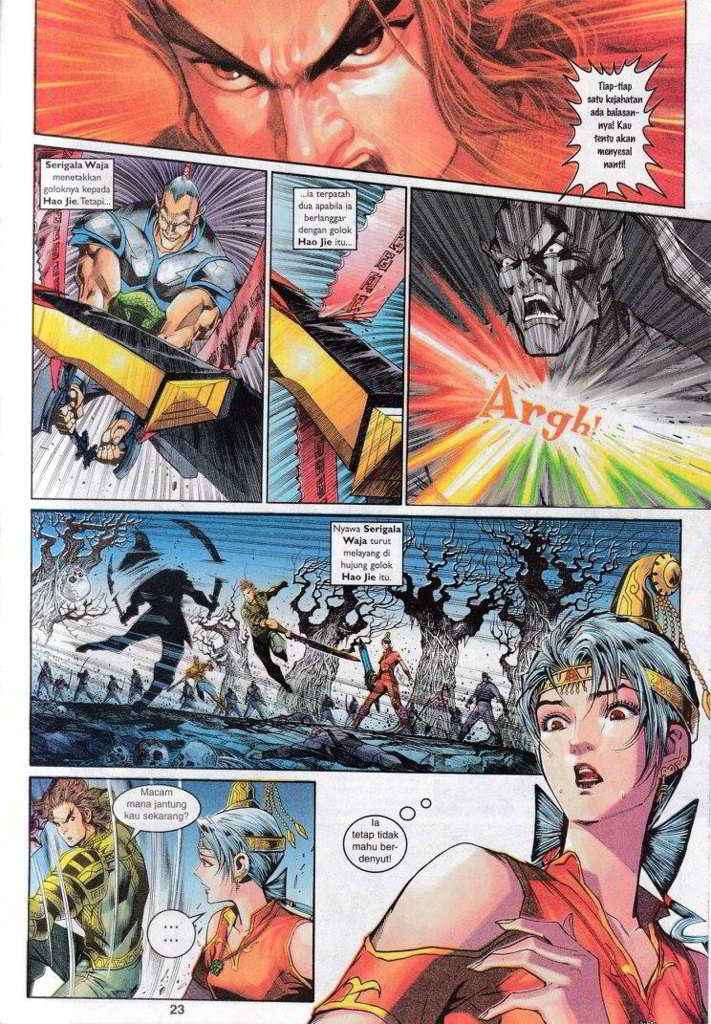 Tiap-tiap
satu kejahatan
ada balasan-
nya! Kau
tentu akan
menyesal
nanti!
Serigala Waja
menetakkan
goloknya kepada
Hao Jie. Tetapi...
...ia terpatah
dua apabila ia
berlanggar
dengan golok
Hao Jie itu...
Argh!
Nyawa Serigala
Waja turut
melayang di
hujung golok
Hao Jie itu.
Macam
mana jantung
kau sekarang?
...
...
Ia
tetap tidak
mahu ber-
denyut!
23